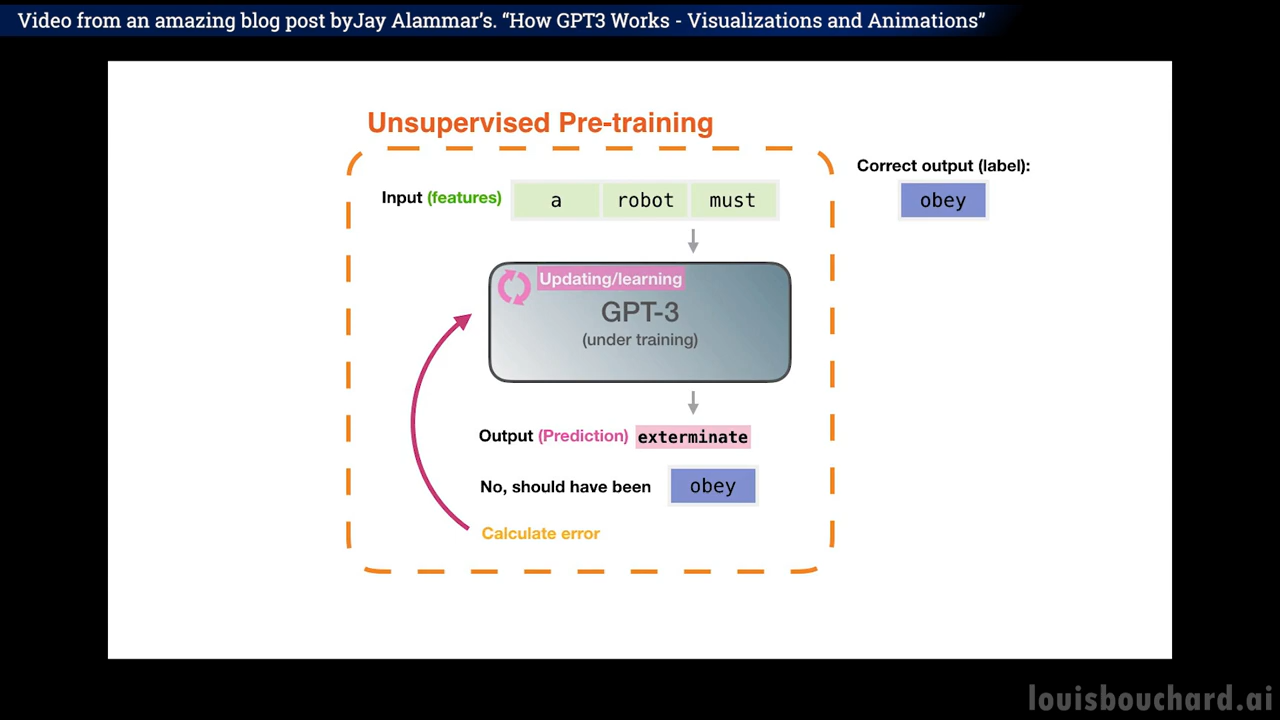 Video from an amazing blog post byJay Alammar’s. “How GPT3 Works - Visualizations and Animations”
Unsupervised Pre-training
Correct output (label):
Input (features) a robot must
obey
Updating/learning
GPT-3
(under training)
Output (Prediction) exterminate
No, should have been obey
Calculate error
louisbouchard.ai